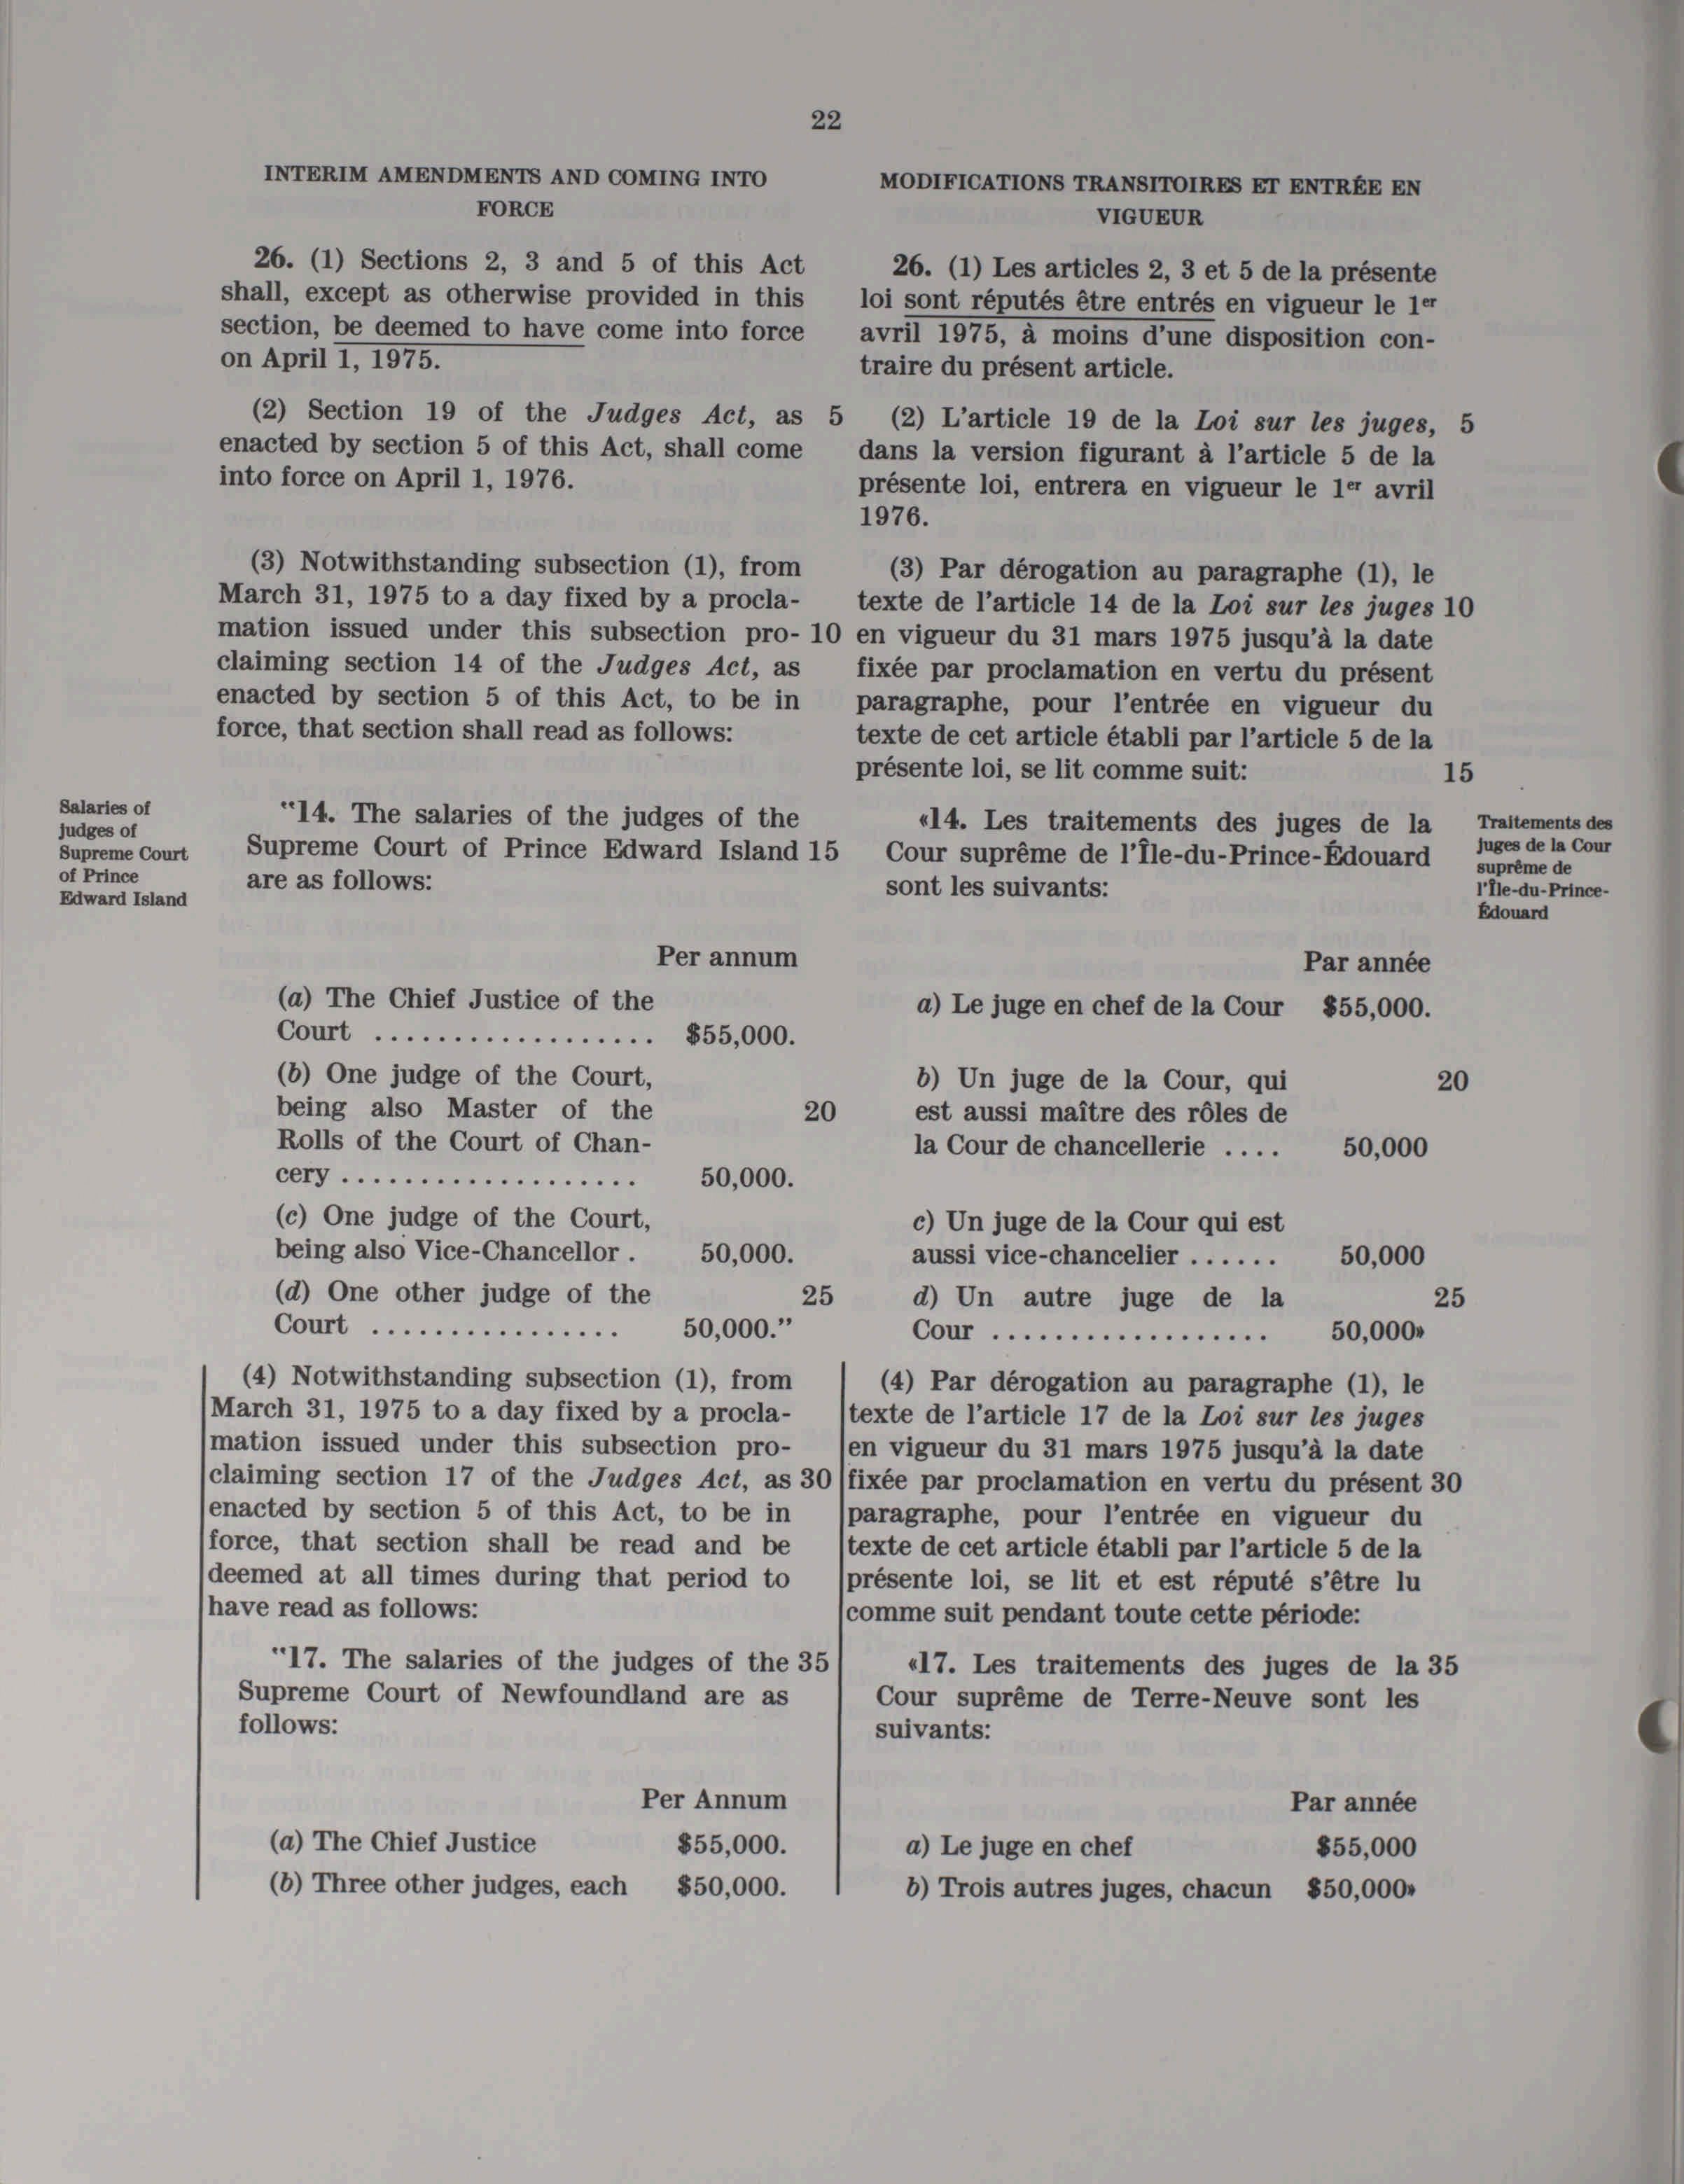 22
INTERIM AMENDMENTS AND COMING INTO
FORCE
26. (1) Sections 2, 3 and 5 of this Act
shall, except as otherwise provided in this
section, be deemed to have come into force
on April 1, 1975.
(2) Section 19 of the Judges Act, as 5
enacted by section 5 of this Act, shall come
into force on April 1, 1976.
(3) Notwithstanding subsection (1), from
March 31, 1975 to a day fixed by a procla-
mation issued under this subsection pro- 10
claiming section 14 of the Judges Act, as
enacted by section 5 of this Act, to be in
force, that section shall read as follows:
Salaries of
judges of
Supreme Court
of Prince
Edward Island
"14. The salaries of the judges of the
Supreme Court of Prince Edward Island 15
are as follows:
Per annum
(a) The Chief Justice of the
Court .................. $55,000.
(b) One judge of the Court,
being also Master of the 20
Rolls of the Court of Chan-
cery ................... 50,000.
(c) One judge of the Court,
being also Vice-Chancellor . 50,000.
(d) One other judge of the 25
Court ................ 50,000."
(4) Notwithstanding subsection (1), from
March 31, 1975 to a day fixed by a procla-
mation issued under this subsection pro-
claiming section 17 of the Judges Act, as 30
enacted by section 5 of this Act, to be in
force, that section shall be read and be
deemed at all times during that period to
have read as follows:
"17. The salaries of the judges of the 35
Supreme Court of Newfoundland are as
follows:
Per Annum
(a) The Chief Justice $55,000.
(b) Three other judges, each $50,000.
MODIFICATIONS TRANSITOIRES ET ENTRÉE EN
VIGUEUR
26. (1) Les articles 2, 3 et 5 de la présente
loi sont réputés être entrés en vigueur le 1er
avril 1975, à moins d'une disposition con-
traire du présent article.
(2) L'article 19 de la Loi sur les juges, 5
dans la version figurant à l'article 5 de la
présente loi, entrera en vigueur le 1er avril
1976.
(3) Par dérogation au paragraphe (1), le
texte de l'article 14 de la Loi sur les juges 10
en vigueur du 31 mars 1975 jusqu'à la date
fixée par proclamation en vertu du présent
paragraphe, pour l'entrée en vigueur du
texte de cet article établi par l'article 5 de la
présente loi, se lit comme suit: 15
«14. Les traitements des juges de la
Cour suprême de l'Île-du-Prince-Édouard
sont les suivants:
Traitements des
juges de la Cour
suprême de
l'Île-du-Prince-
Édouard
Par année
a) Le juge en chef de la Cour $55,000.
b) Un juge de la Cour, qui 20
est aussi maître des rôles de
la Cour de chancellerie .... 50,000
c) Un juge de la Cour qui est
aussi vice-chancelier ...... 50,000
d) Un autre juge de la 25
Cour .................. 50,000»
(4) Par dérogation au paragraphe (1), le
texte de l'article 17 de la Loi sur les juges
en vigueur du 31 mars 1975 jusqu'à la date
fixée par proclamation en vertu du présent 30
paragraphe, pour l'entrée en vigueur du
texte de cet article établi par l'article 5 de la
présente loi, se lit et est réputé s'être lu
comme suit pendant toute cette période:
«17. Les traitements des juges de la 35
Cour suprême de Terre-Neuve sont les
suivants:
Par année
a) Le juge en chef $55,000
b) Trois autres juges, chacun $50,000»